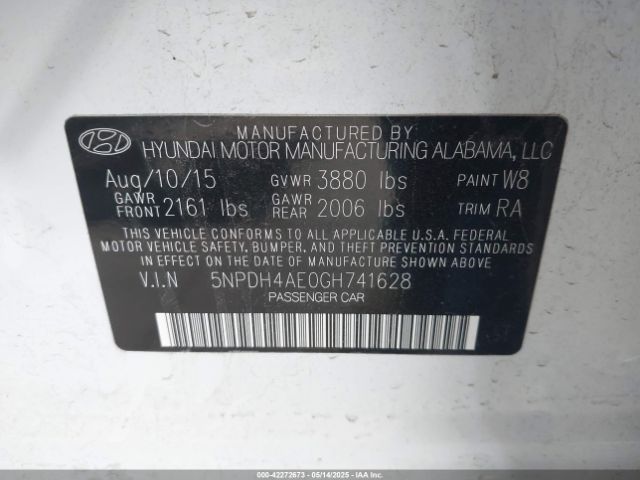 MANUFACTURED BY
HYUNDAI MOTOR MANUFACTURING ALABAMA, LLC
Aug/10/15 GVWR 3880 lbs PAINT W8
GAWR FRONT 2161 lbs GAWR REAR 2006 lbs TRIM RA
THIS VEHICLE CONFORMS TO ALL APPLICABLE U.S.A. FEDERAL
MOTOR VEHICLE SAFETY, BUMPER, AND THEFT PREVENTION STANDARDS
IN EFFECT ON THE DATE OF MANUFACTURE SHOWN ABOVE.
V.I.N 5NPDH4AE0GH741628
PASSENGER CAR
000-42272673 - 05/14/2025 - IAA Inc.